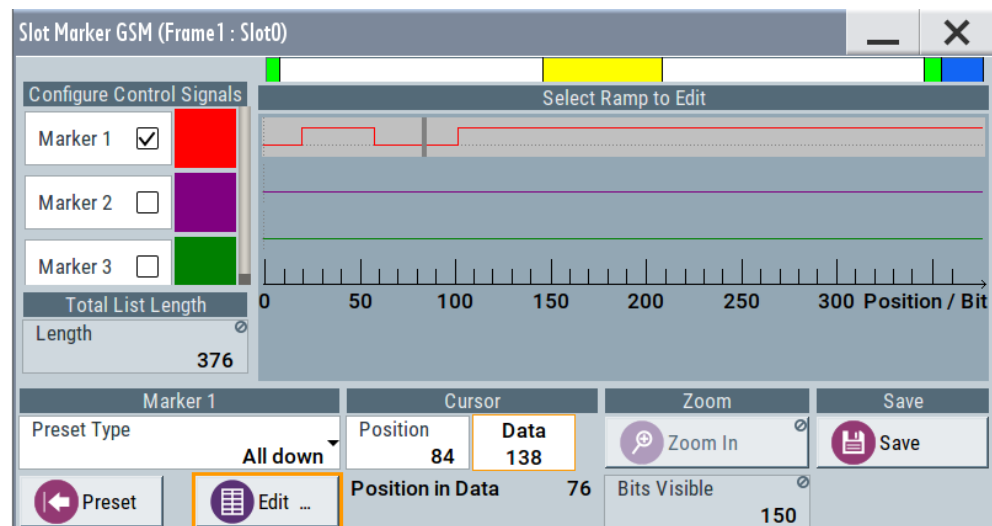 Slot Marker GSM (Frame1 : Slot0)
Configure Control Signals
Select Ramp to Edit
Marker 1
Marker 2
Marker 3
0 50 100 150 200 250 300 Position / Bit
Total List Length
Length
376
Marker 1
Cursor
Zoom
Save
Preset Type
All down
Position
84
Data
138
Zoom In
Save
Preset
Edit ...
Position in Data 76
Bits Visible
150